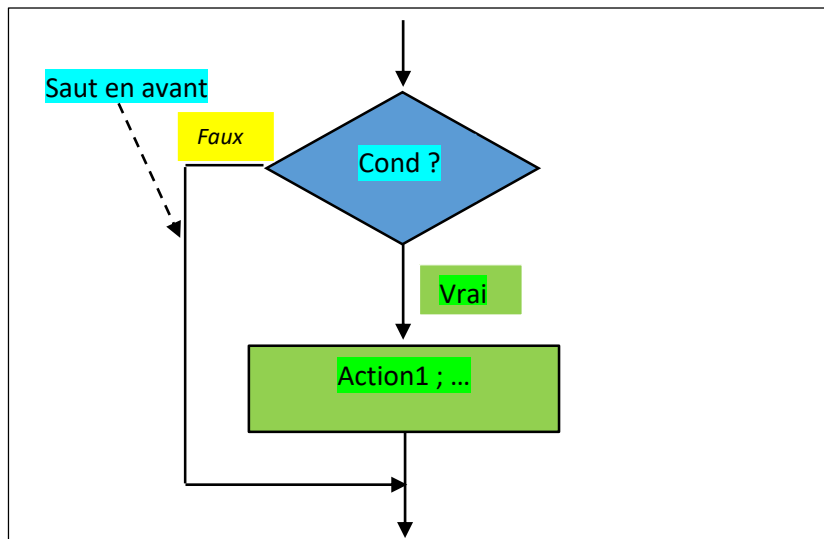 Saut en avant
Faux
Cond ?
Vrai
Action1 ; …